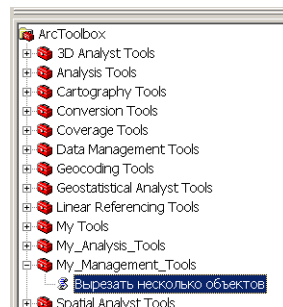 ArcToolbox
3D Analyst Tools
Analysis Tools
Cartography Tools
Conversion Tools
Coverage Tools
Data Management Tools
Geocoding Tools
Geostatistical Analyst Tools
Linear Referencing Tools
My Tools
My_Analysis_Tools
My_Management_Tools
Вырезать несколько объектов
Spatial Analyst Tools